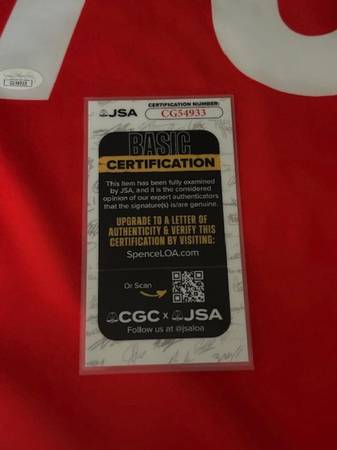 JSA
CERTIFICATION NUMBER
CG54933
BASIC
CERTIFICATION
This item has been fully examined
by JSA, and it is the considered
opinion of our expert authenticators
that the signature(s) is/are genuine.
UPGRADE TO A LETTER OF
AUTHENTICITY & VERIFY THIS
CERTIFICATION BY VISITING:
SpenceLOA.com
Or Scan
CGC x JSA
Follow us at @jsaloa